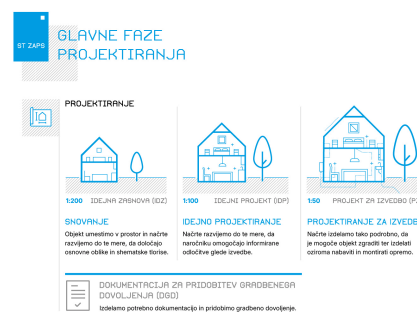 ST ZAPS
GLAVNE FAZE
PROJEKTIRANJA
PROJEKTIRANJE
1:200 IDEJNA ZASNOVA (IDZ)
1:100 IDEJNI PROJEKT (IDP)
1:50 PROJEKT ZA IZVEDBO (PZ
SNOVANJE
Objekt umestimo v prostor in načrte
razvijemo do te mere, da določajo
osnovne oblike in shematske tlorise.
IDEJNO PROJEKTIRANJE
Načrte razvijemo do te mere, da
naročniku omogočajo informirane
odločitve glede izvedbe.
PROJEKTIRANJE ZA IZVEDB
Načrte izdelamo tako podrobno, da
je mogoče objekt zgraditi ter izdelati
oziroma nabaviti in montirati opremo.
DOKUMENTACIJA ZA PRIDOBITEV GRADBENEGA
DOVOLJENJA (DGD)
Izdelamo potrebno dokumentacijo in pridobimo gradbeno dovoljenje.